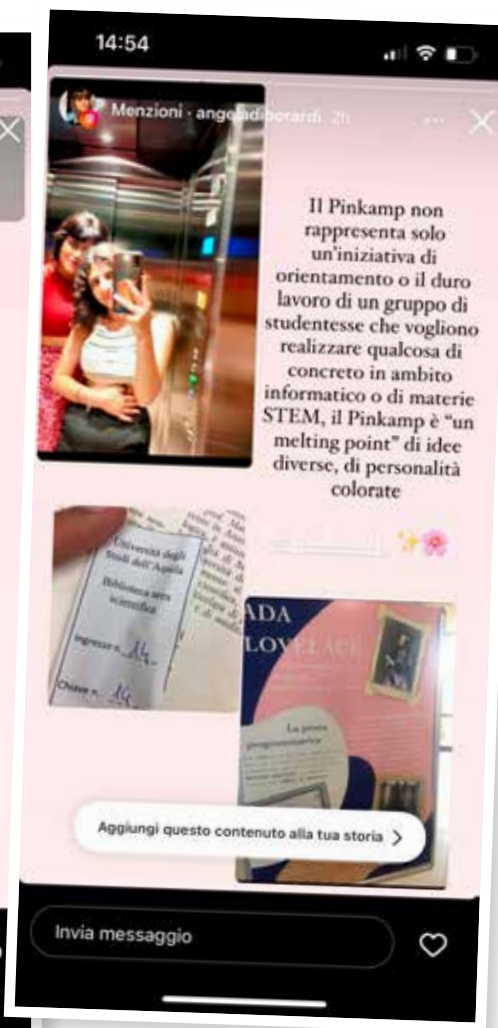 14:54
Menzioni · angeladiberardi 2h
Il Pinkamp non
rappresenta solo
un'iniziativa di
orientamento o il duro
lavoro di un gruppo di
studentesse che vogliono
realizzare qualcosa di
concreto in ambito
informatico o di materie
STEM, il Pinkamp è "un
melting point" di idee
diverse, di personalità
colorate
Università degli
Studi dell'Aquila
Biblioteca area
scientifica
Ingresso n. 14
Chiave n. 14
ADA
LOVELACE
La prima
programmatrice
Aggiungi questo contenuto alla tua storia
Invia messaggio